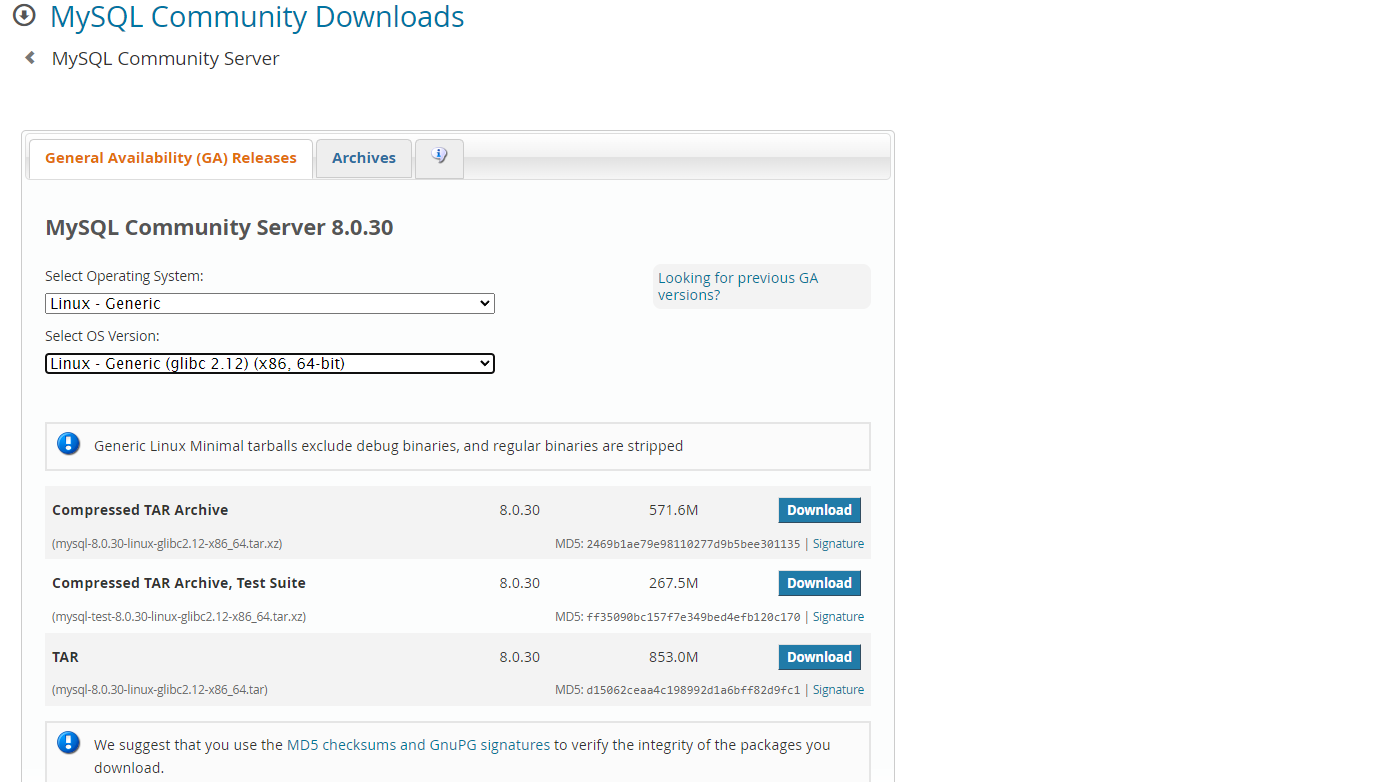 MySQL Community Downloads
MySQL Community Server
General Availability (GA) Releases
Archives
MySQL Community Server 8.0.30
Select Operating System:
Linux - Generic
Looking for previous GA
versions?
Select OS Version:
Linux - Generic (glibc 2.12) (x86, 64-bit)
Generic Linux Minimal tarballs exclude debug binaries, and regular binaries are stripped
Compressed TAR Archive 8.0.30 571.6M Download
(mysql-8.0.30-linux-glibc2.12-x86_64.tar.xz) MD5: 2469b1ae79e98110277d9b5bee301135 | Signature
Compressed TAR Archive, Test Suite 8.0.30 267.5M Download
(mysql-test-8.0.30-linux-glibc2.12-x86_64.tar.xz) MD5: ff35090bc157f7e349bed4efb120c170 | Signature
TAR 8.0.30 853.0M Download
(mysql-8.0.30-linux-glibc2.12-x86_64.tar) MD5: d15062ceaa4c198992d1a6bff82d9fc1 | Signature
We suggest that you use the MD5 checksums and GnuPG signatures to verify the integrity of the packages you
download.